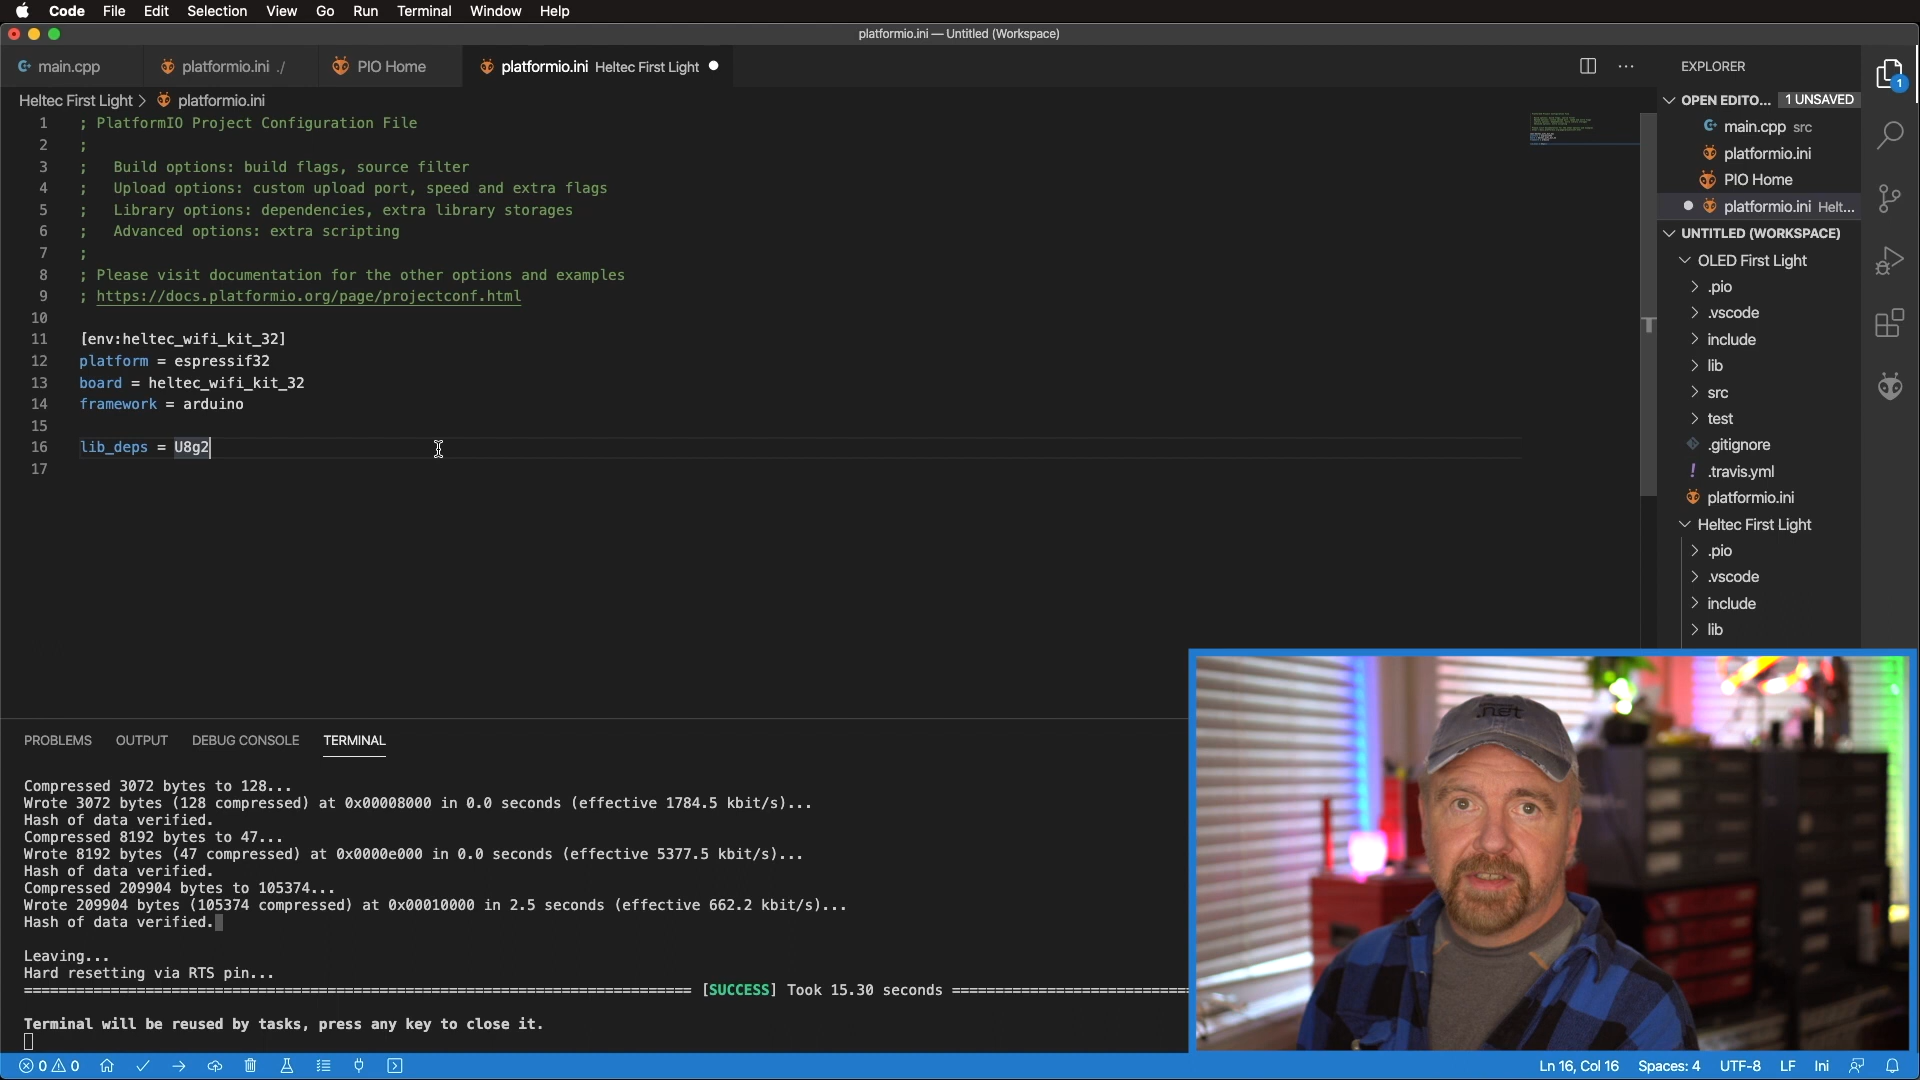 Code File Edit Selection View Go Run Terminal Window Help
platformio.ini — Untitled (Workspace)
main.cpp
platformio.ini ./
PIO Home
platformio.ini Heltec First Light
EXPLORER
Heltec First Light > platformio.ini
1 ; PlatformIO Project Configuration File
2 ;
3 ;   Build options: build flags, source filter
4 ;   Upload options: custom upload port, speed and extra flags
5 ;   Library options: dependencies, extra library storages
6 ;   Advanced options: extra scripting
7 ;
8 ; Please visit documentation for the other options and examples
9 ; https://docs.platformio.org/page/projectconf.html
10
11 [env:heltec_wifi_kit_32]
12 platform = espressif32
13 board = heltec_wifi_kit_32
14 framework = arduino
15
16 lib_deps = U8g2
17
OPEN EDITO... 1 UNSAVED
main.cpp src
platformio.ini
PIO Home
platformio.ini Helt...
UNTITLED (WORKSPACE)
OLED First Light
.pio
.vscode
include
lib
src
test
.gitignore
.travis.yml
platformio.ini
Heltec First Light
.pio
.vscode
include
lib
1
PROBLEMS OUTPUT DEBUG CONSOLE TERMINAL
Compressed 3072 bytes to 128...
Wrote 3072 bytes (128 compressed) at 0x00008000 in 0.0 seconds (effective 1784.5 kbit/s)...
Hash of data verified.
Compressed 8192 bytes to 47...
Wrote 8192 bytes (47 compressed) at 0x0000e000 in 0.0 seconds (effective 5377.5 kbit/s)...
Hash of data verified.
Compressed 209904 bytes to 105374...
Wrote 209904 bytes (105374 compressed) at 0x00010000 in 2.5 seconds (effective 662.2 kbit/s)...
Hash of data verified.
Leaving...
Hard resetting via RTS pin...
[SUCCESS] Took 15.30 seconds
Terminal will be reused by tasks, press any key to close it.
.net
0 0
Ln 16, Col 16 Spaces: 4 UTF-8 LF Ini